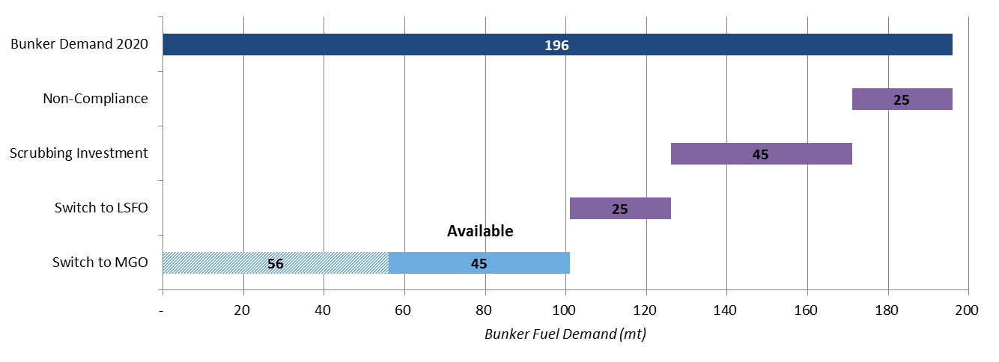 Bunker Demand 2020
196
Non-Compliance
25
Scrubbing Investment
45
Switch to LSFO
25
Available
Switch to MGO
56
45
- 20 40 60 80 100 120 140 160 180 200
Bunker Fuel Demand (mt)